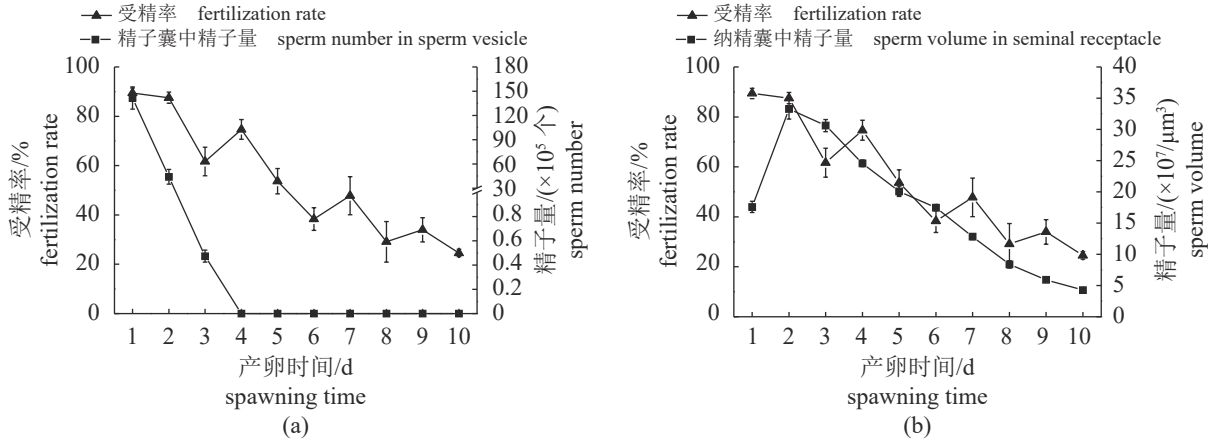 受精率 fertilization rate
精子囊中精子量 sperm number in sperm vesicle
100
80
60
40
20
0
受精率/%
fertilization rate
180
150
120
90
60
30
0.8
0.6
0.4
0.2
0
精子量/(×10⁵ 个)
sperm number
1 2 3 4 5 6 7 8 9 10
产卵时间/d
spawning time
(a)
受精率 fertilization rate
纳精囊中精子量 sperm volume in seminal receptacle
100
80
60
40
20
0
受精率/%
fertilization rate
40
35
30
25
20
15
10
5
0
精子量/(×10⁷/μm³)
sperm volume
1 2 3 4 5 6 7 8 9 10
产卵时间/d
spawning time
(b)